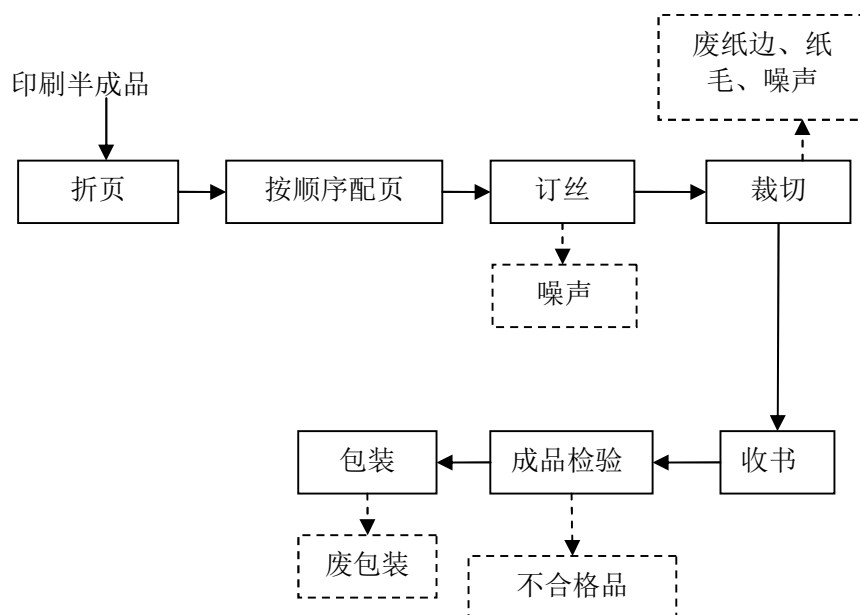 废纸边、纸
毛、噪声
印刷半成品
折页
按顺序配页
订丝
裁切
噪声
包装
成品检验
收书
废包装
不合格品